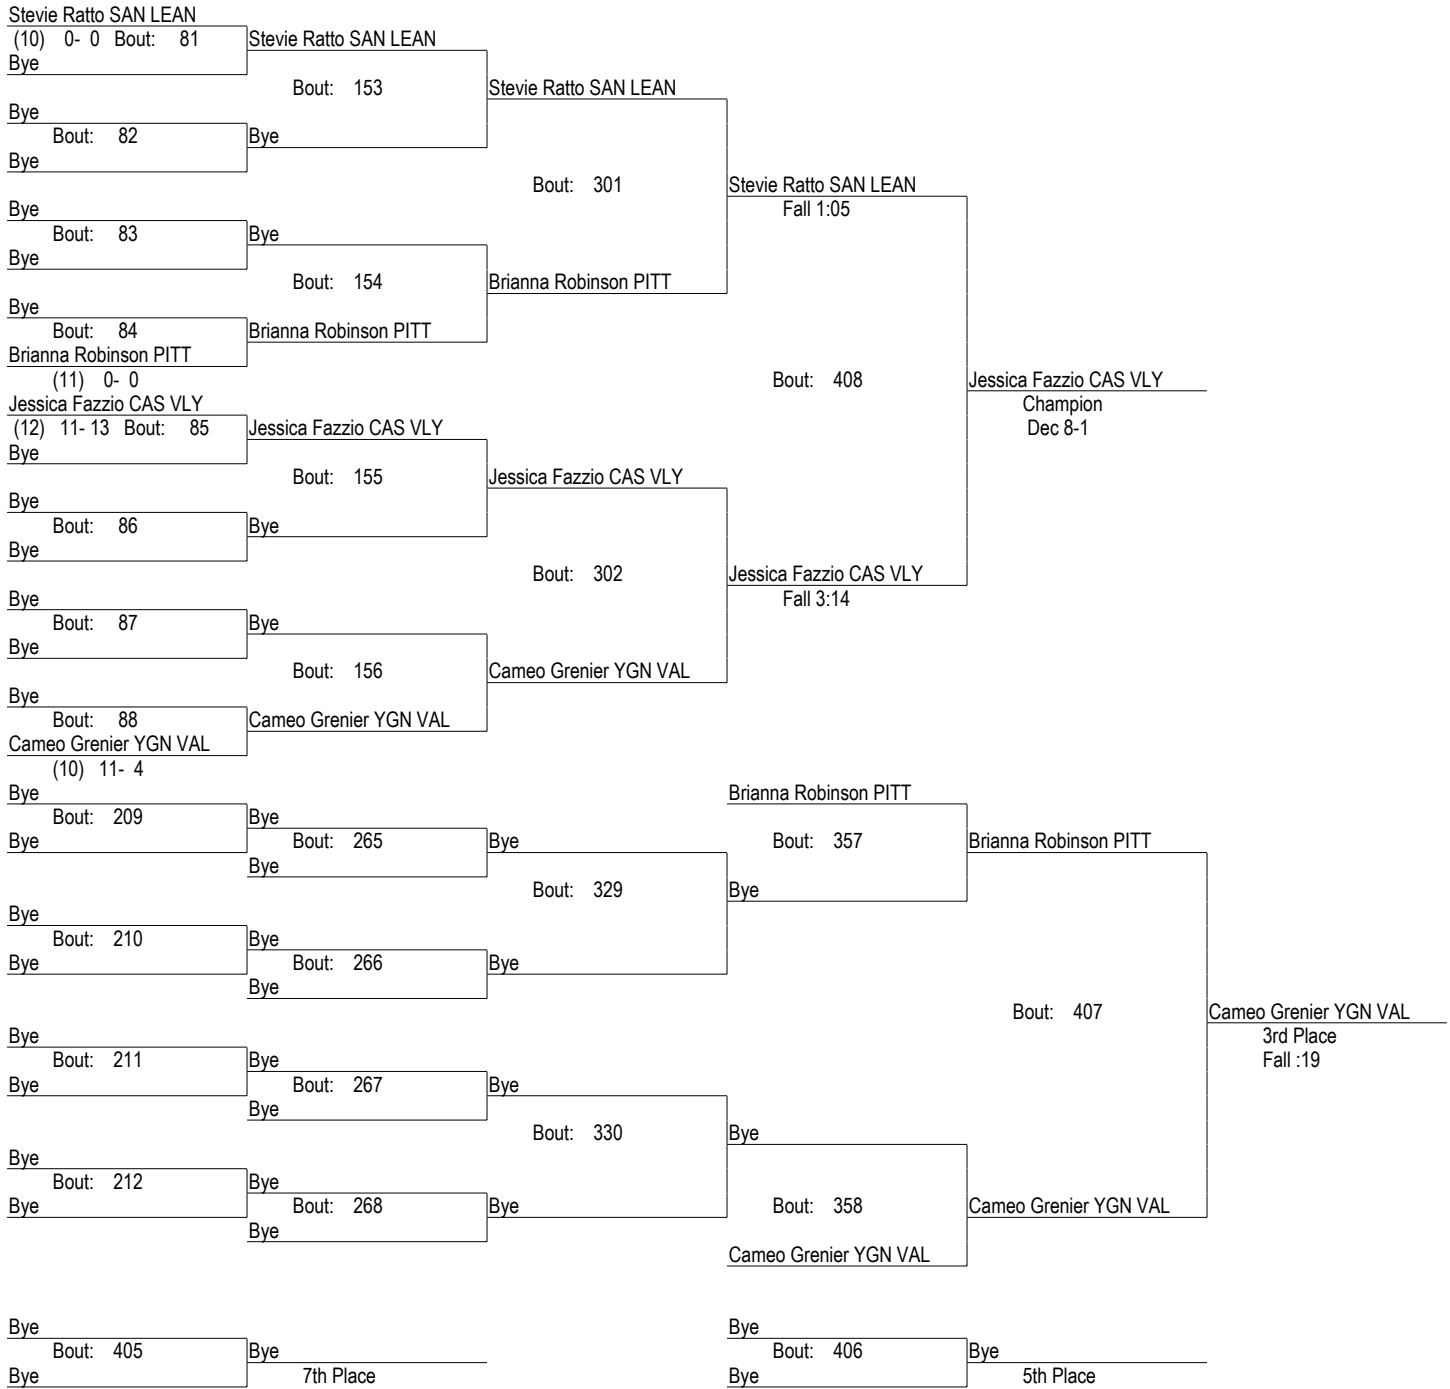 Stevie Ratto SAN LEAN
(10) 0- 0 Bout: 81 Stevie Ratto SAN LEAN
Bye
Bout: 153 Stevie Ratto SAN LEAN
Bye
Bout: 82 Bye
Bye
Bout: 301 Stevie Ratto SAN LEAN
Bye Fall 1:05
Bout: 83 Bye
Bye
Bout: 154 Brianna Robinson PITT
Bye
Bout: 84 Brianna Robinson PITT
Brianna Robinson PITT
(11) 0- 0 Bout: 408 Jessica Fazzio CAS VLY
Jessica Fazzio CAS VLY Champion
(12) 11- 13 Bout: 85 Jessica Fazzio CAS VLY Dec 8-1
Bye
Bout: 155 Jessica Fazzio CAS VLY
Bye
Bout: 86 Bye
Bye
Bout: 302 Jessica Fazzio CAS VLY
Bye Fall 3:14
Bout: 87 Bye
Bye
Bout: 156 Cameo Grenier YGN VAL
Bye
Bout: 88 Cameo Grenier YGN VAL
Cameo Grenier YGN VAL
(10) 11- 4
Bye Brianna Robinson PITT
Bout: 209 Bye
Bye Bout: 265 Bye Bout: 357 Brianna Robinson PITT
Bye
Bout: 329 Bye
Bye
Bout: 210 Bye
Bye Bout: 266 Bye
Bye
Bout: 407 Cameo Grenier YGN VAL
Bye 3rd Place
Bout: 211 Bye Fall :19
Bye Bout: 267 Bye
Bye
Bout: 330 Bye
Bye
Bout: 212 Bye
Bye Bout: 268 Bye Bout: 358 Cameo Grenier YGN VAL
Bye
Cameo Grenier YGN VAL
Bye Bye
Bout: 405 Bye Bout: 406 Bye
Bye 7th Place Bye 5th Place